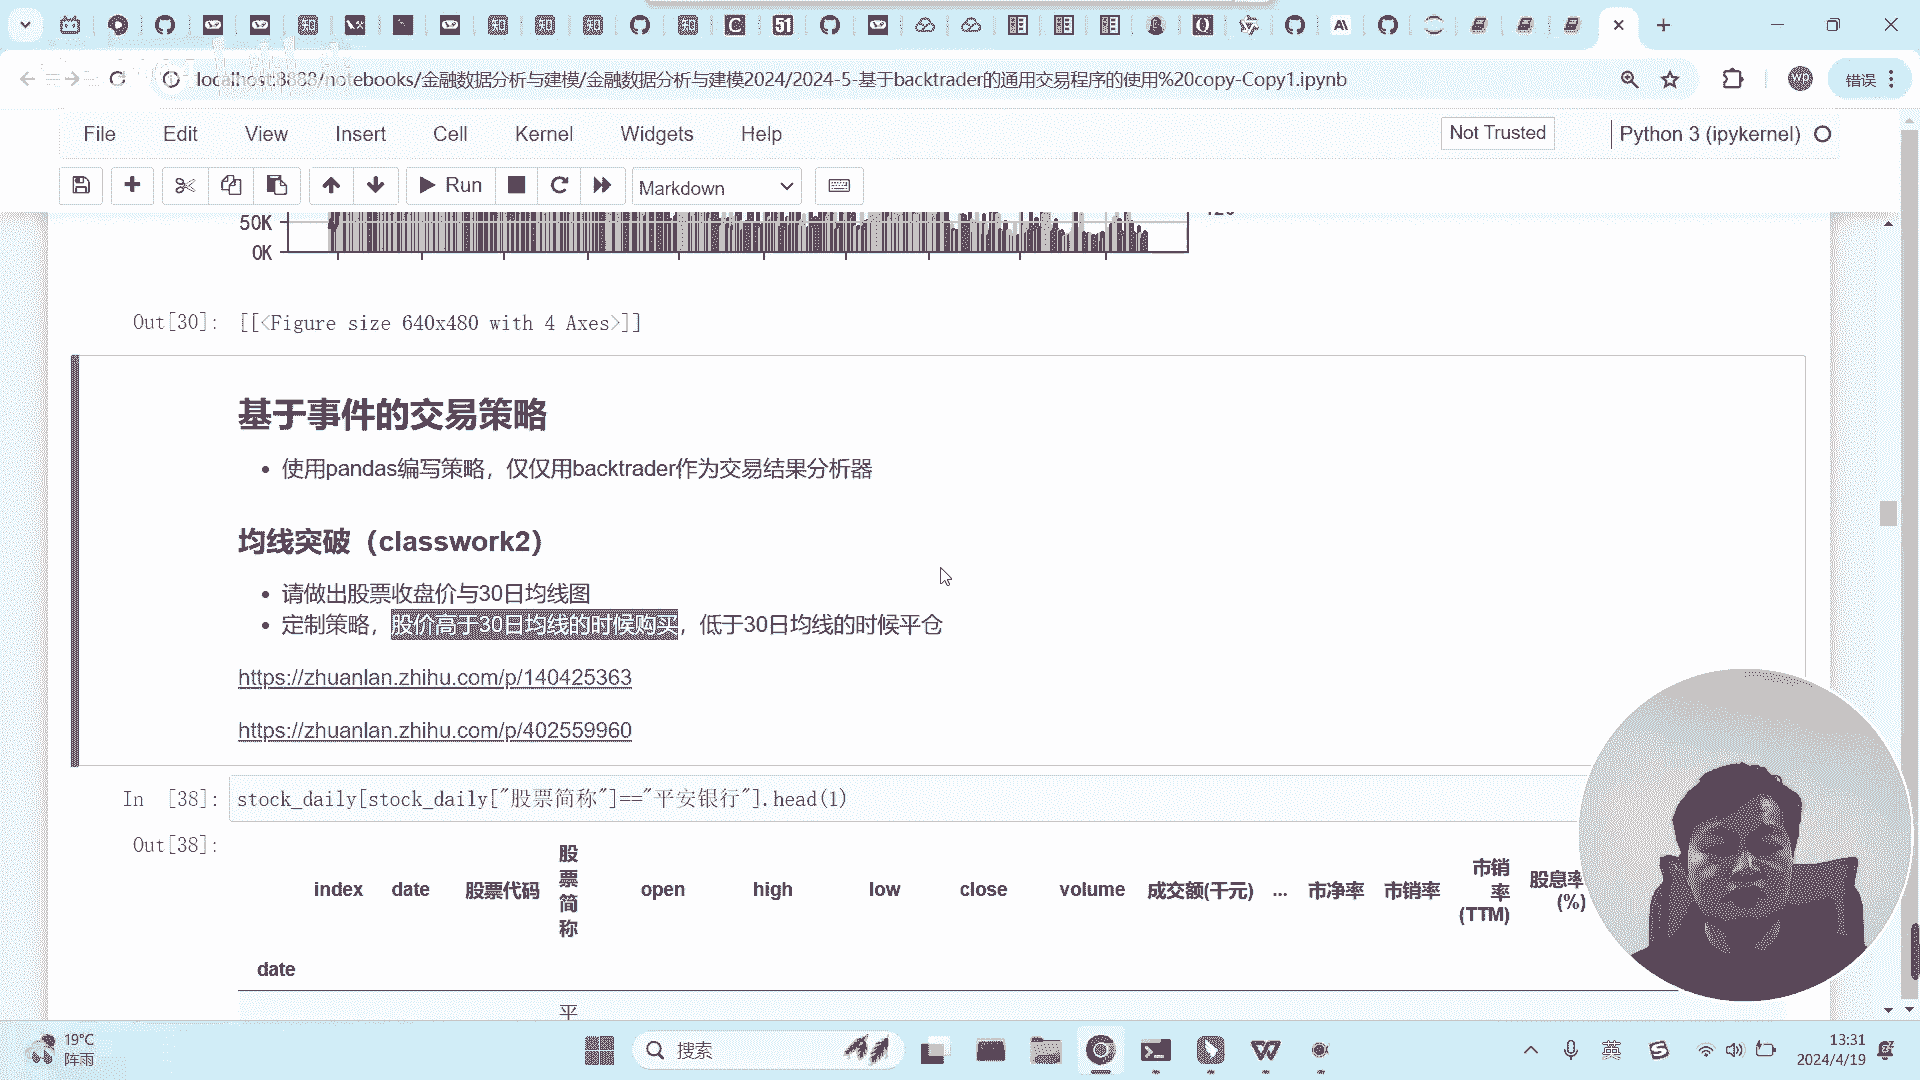 localhost:8888/notebooks/金融数据分析与建模/金融数据分析与建模2024/2024-5-基于backtrader的通用交易程序的使用%20copy-Copy1.ipynb
错误
File Edit View Insert Cell Kernel Widgets Help
Not Trusted
Python 3 (ipykernel)
Run
Markdown
50K
0K
120
Out[30]: [[<Figure size 640x480 with 4 Axes>]]
基于事件的交易策略
使用pandas编写策略，仅仅用backtrader作为交易结果分析器
均线突破（classwork2）
请做出股票收盘价与30日均线图
定制策略，股价高于30日均线的时候购买，低于30日均线的时候平仓
https://zhuanlan.zhihu.com/p/140425363
https://zhuanlan.zhihu.com/p/402559960
In [38]: stock_daily[stock_daily["股票简称"]=="平安银行"].head(1)
Out[38]:
index date 股票代码 股票简称 open high low close volume 成交额(千元) ... 市净率 市销率 市销率(TTM) 股息率(%)
date
平
19°C
阵雨
搜索
英
13:31
2024/4/19